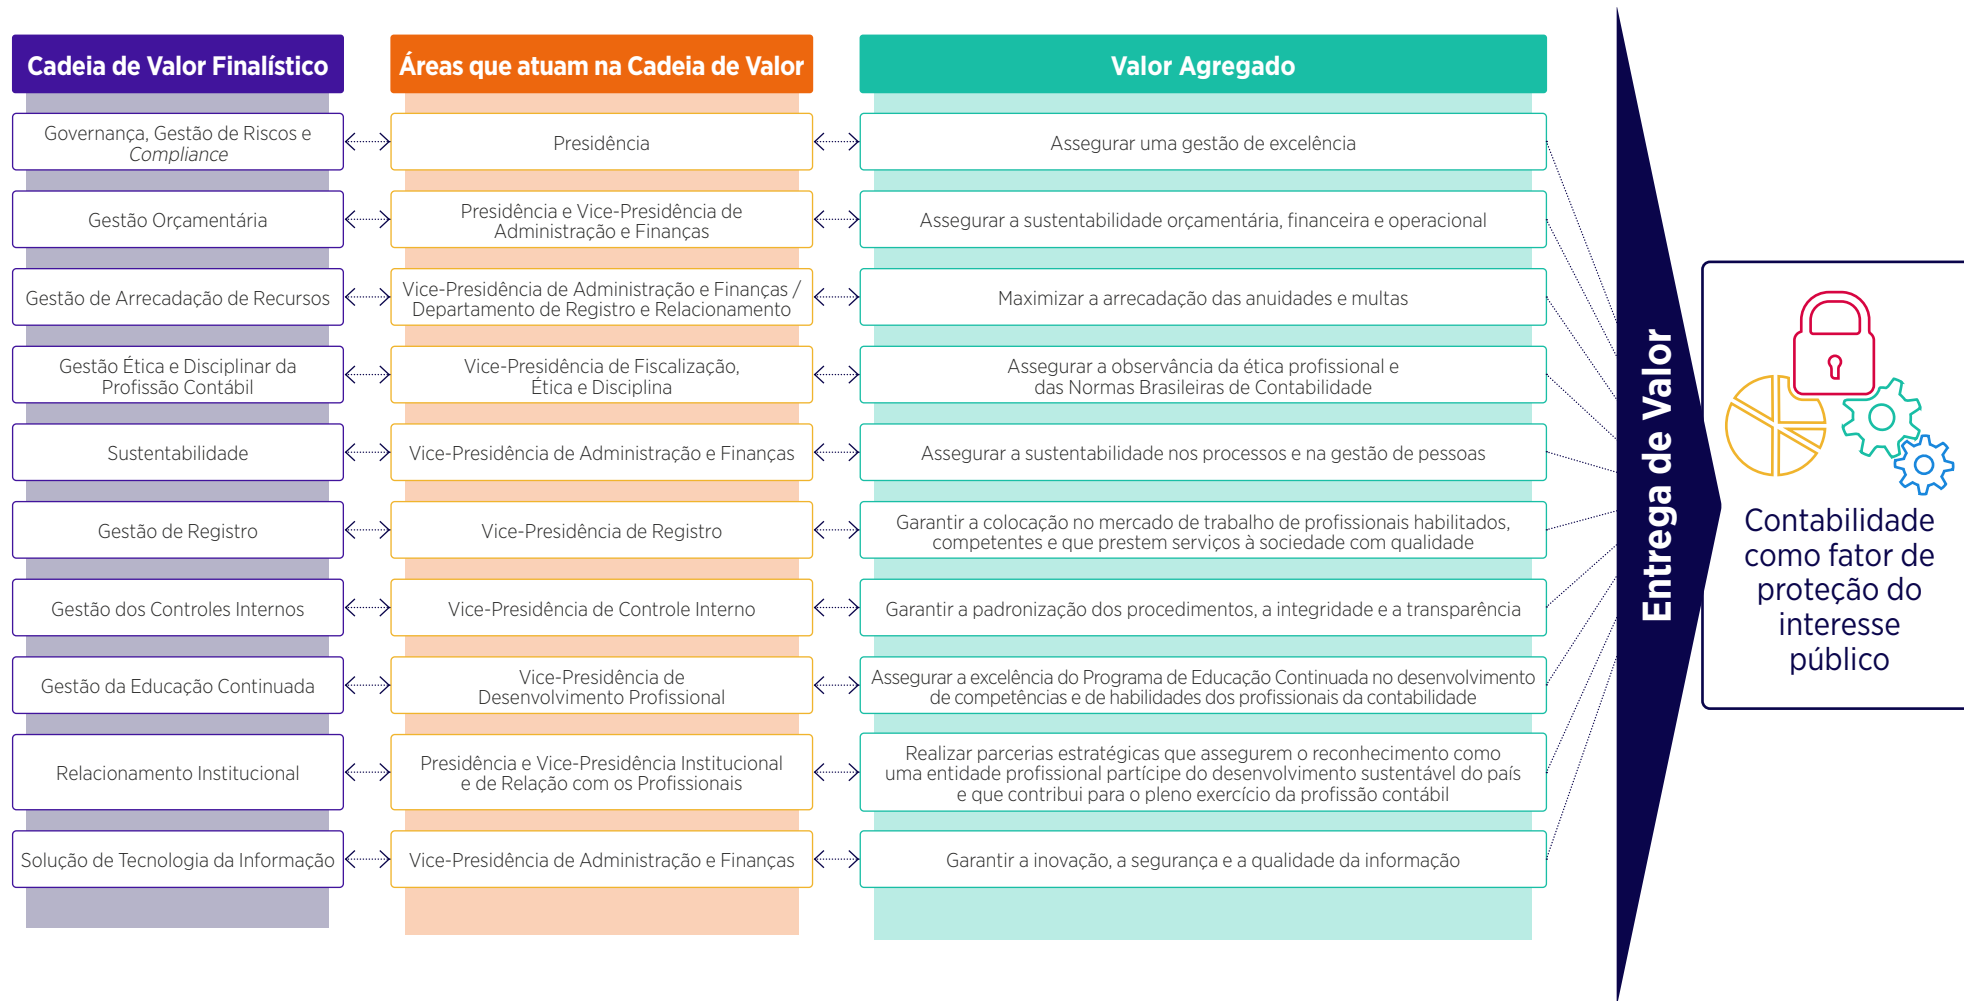 Cadeia de Valor Finalístico
Áreas que atuam na Cadeia de Valor
Valor Agregado
Governança, Gestão de Riscos e
Compliance
Presidência
Assegurar uma gestão de excelência
Gestão Orçamentária
Presidência e Vice-Presidência de
Administração e Finanças
Assegurar a sustentabilidade orçamentária, financeira e operacional
Gestão de Arrecadação de Recursos
Vice-Presidência de Administração e Finanças /
Departamento de Registro e Relacionamento
Maximizar a arrecadação das anuidades e multas
Gestão Ética e Disciplinar da
Profissão Contábil
Vice-Presidência de Fiscalização,
Ética e Disciplina
Assegurar a observância da ética profissional e
das Normas Brasileiras de Contabilidade
Sustentabilidade
Vice-Presidência de Administração e Finanças
Assegurar a sustentabilidade nos processos e na gestão de pessoas
Gestão de Registro
Vice-Presidência de Registro
Garantir a colocação no mercado de trabalho de profissionais habilitados,
competentes e que prestem serviços à sociedade com qualidade
Gestão dos Controles Internos
Vice-Presidência de Controle Interno
Garantir a padronização dos procedimentos, a integridade e a transparência
Gestão da Educação Continuada
Vice-Presidência de
Desenvolvimento Profissional
Assegurar a excelência do Programa de Educação Continuada no desenvolvimento
de competências e de habilidades dos profissionais da contabilidade
Relacionamento Institucional
Presidência e Vice-Presidência Institucional
e de Relação com os Profissionais
Realizar parcerias estratégicas que assegurem o reconhecimento como
uma entidade profissional partícipe do desenvolvimento sustentável do país
e que contribui para o pleno exercício da profissão contábil
Solução de Tecnologia da Informação
Vice-Presidência de Administração e Finanças
Garantir a inovação, a segurança e a qualidade da informação
Entrega de Valor
Contabilidade
como fator de
proteção do
interesse
público